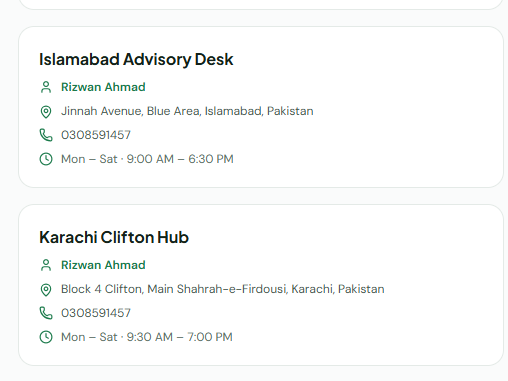 Islamabad Advisory Desk
Rizwan Ahmad
Jinnah Avenue, Blue Area, Islamabad, Pakistan
0308591457
Mon – Sat · 9:00 AM – 6:30 PM
Karachi Clifton Hub
Rizwan Ahmad
Block 4 Clifton, Main Shahrah-e-Firdousi, Karachi, Pakistan
0308591457
Mon – Sat · 9:30 AM – 7:00 PM